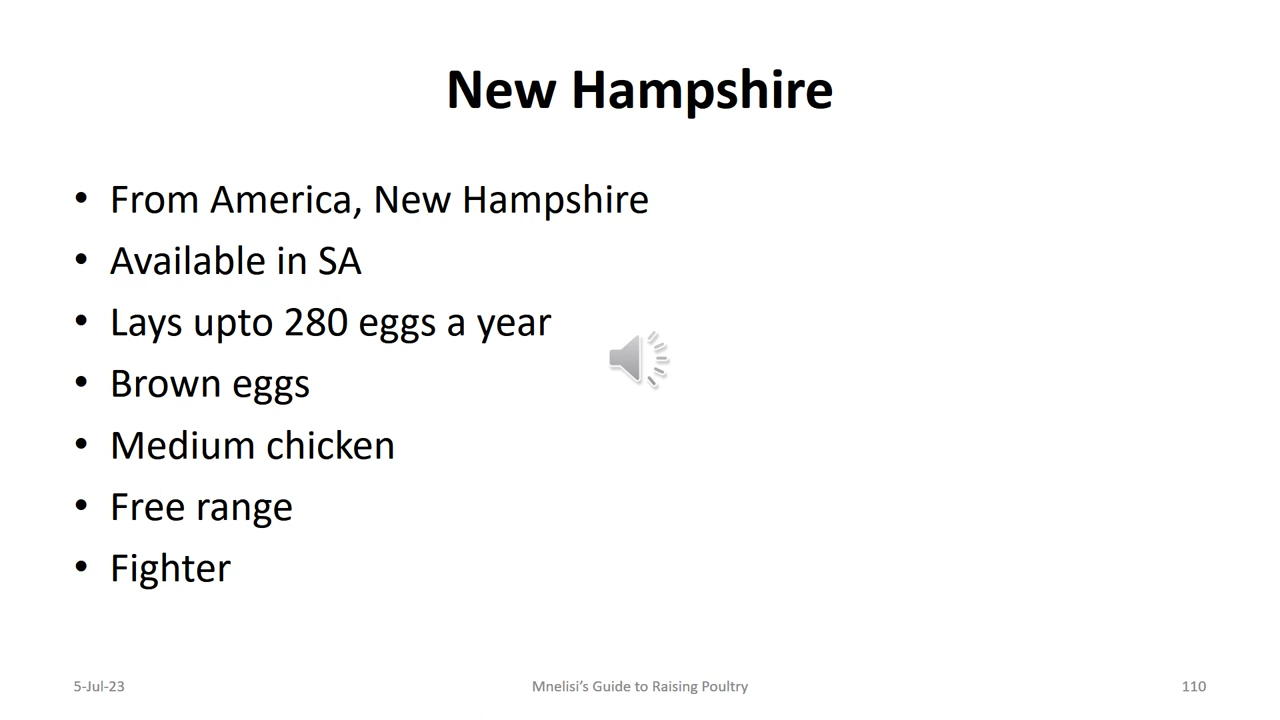 New Hampshire
• From America, New Hampshire
• Available in SA
• Lays upto 280 eggs a year
• Brown eggs
• Medium chicken
• Free range
• Fighter
5-Jul-23
Mnelisi’s Guide to Raising Poultry
110